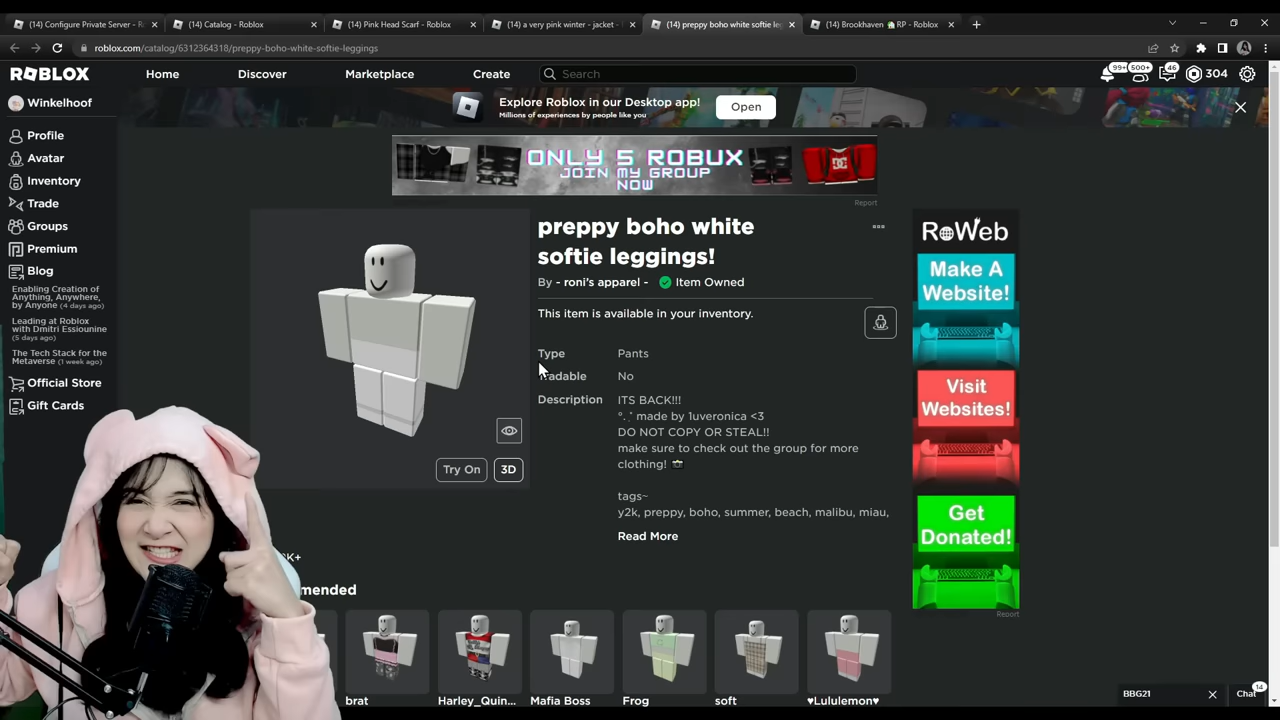 (14) Configure Private Server - R
(14) Catalog - Roblox
(14) Pink Head Scarf - Roblox
(14) a very pink winter - jacket -
(14) preppy boho white softie leg
(14) Brookhaven 🏡RP - Roblox
roblox.com/catalog/6312364318/preppy-boho-white-softie-leggings
ROBLOX
Home
Discover
Marketplace
Create
Search
99+
500+
46
304
Winkelhoof
Explore Roblox in our Desktop app!
Millions of experiences by people like you
Open
Profile
Avatar
Inventory
Trade
Groups
Premium
Blog
Enabling Creation of
Anything, Anywhere,
by Anyone (4 days ago)
Leading at Roblox
with Dmitri Essiounine
(5 days ago)
The Tech Stack for the
Metaverse (1 week ago)
Official Store
Gift Cards
ONLY 5 ROBUX
JOIN MY GROUP
NOW
Report
preppy boho white
softie leggings!
By - roni's apparel - Item Owned
This item is available in your inventory.
Type Pants
Tradable No
Description ITS BACK!!!
°.˚ made by 1uveronica <3
DO NOT COPY OR STEAL!!
make sure to check out the group for more
clothing! 📷
tags~
y2k, preppy, boho, summer, beach, malibu, miau,
Read More
Try On
3D
K+
mended
brat
Harley_Quin...
Mafia Boss
Frog
soft
♥Lululemon♥
RoWeb
Make A
Website!
Visit
Websites!
Get
Donated!
Report
BBG21
Chat
14